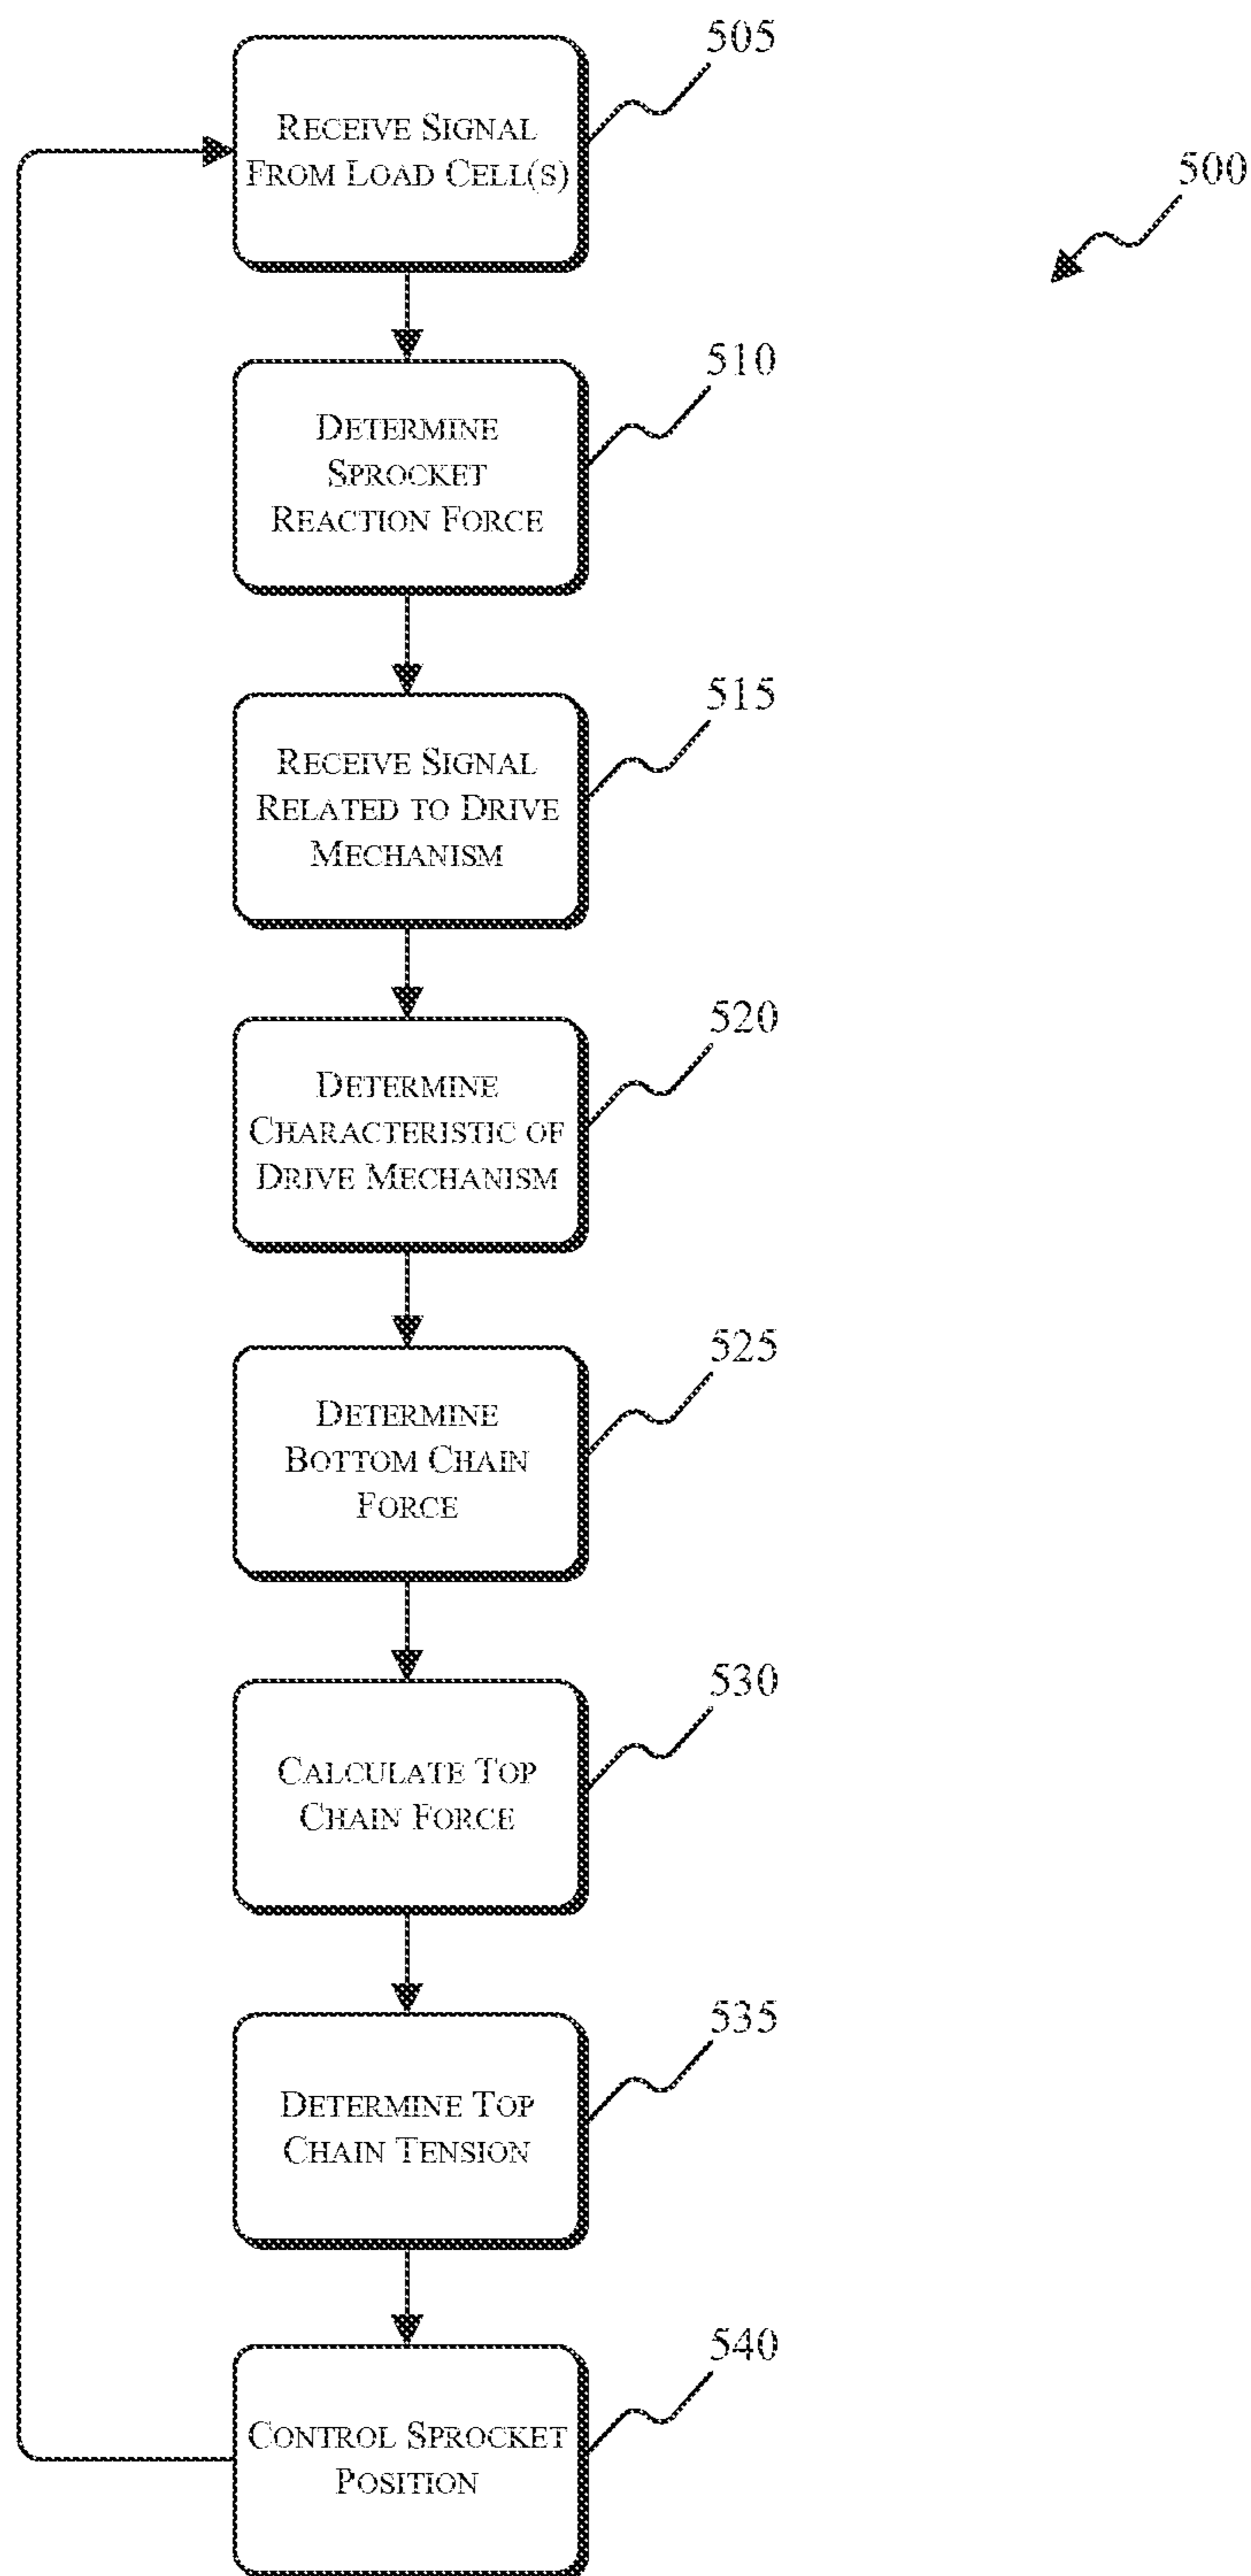 505
RECEIVE SIGNAL
FROM LOAD CELL(S)
500
510
DETERMINE
SPROCKET
REACTION FORCE
515
RECEIVE SIGNAL
RELATED TO DRIVE
MECHANISM
520
DETERMINE
CHARACTERISTIC OF
DRIVE MECHANISM
525
DETERMINE
BOTTOM CHAIN
FORCE
530
CALCULATE TOP
CHAIN FORCE
535
DETERMINE TOP
CHAIN TENSION
540
CONTROL SPROCKET
POSITION